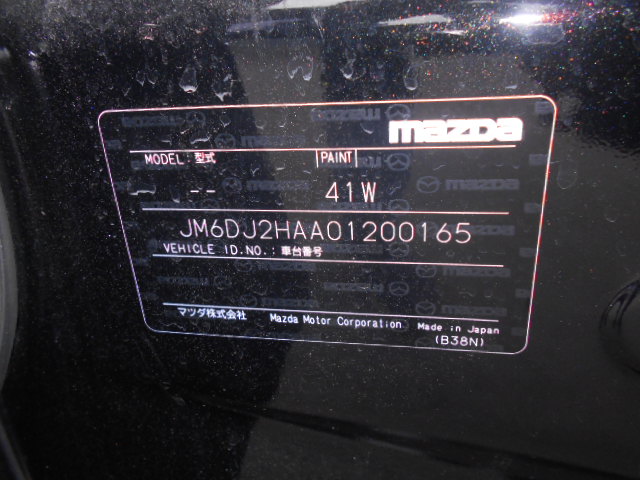 mazda
MODEL:型式 PAINT
-- 41W
JM6DJ2HAA01200165
VEHICLE ID.NO.:車台番号
マツダ株式会社 Mazda Motor Corporation Made in Japan
(B38N)